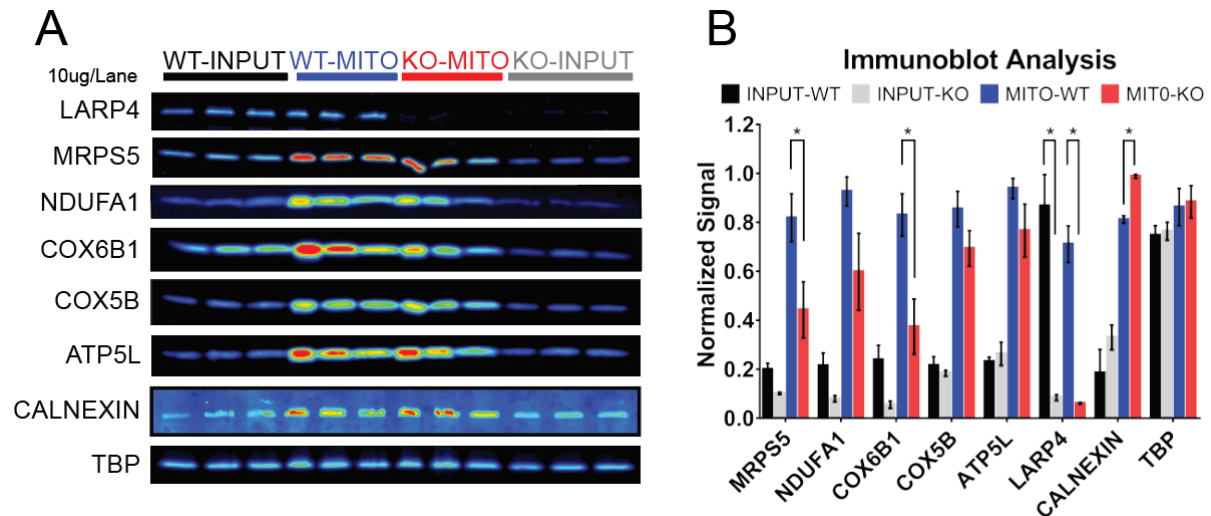 A
WT-INPUT WT-MITO KO-MITO KO-INPUT
10ug/Lane
LARP4
MRPS5
NDUFA1
COX6B1
COX5B
ATP5L
CALNEXIN
TBP
B
Immunoblot Analysis
INPUT-WT INPUT-KO MITO-WT MIT0-KO
Normalized Signal
1.2
1.0
0.8
0.6
0.4
0.2
0.0
* * * * *
MRPS5
NDUFA1
COX6B1
COX5B
ATP5L
LARP4
CALNEXIN
TBP